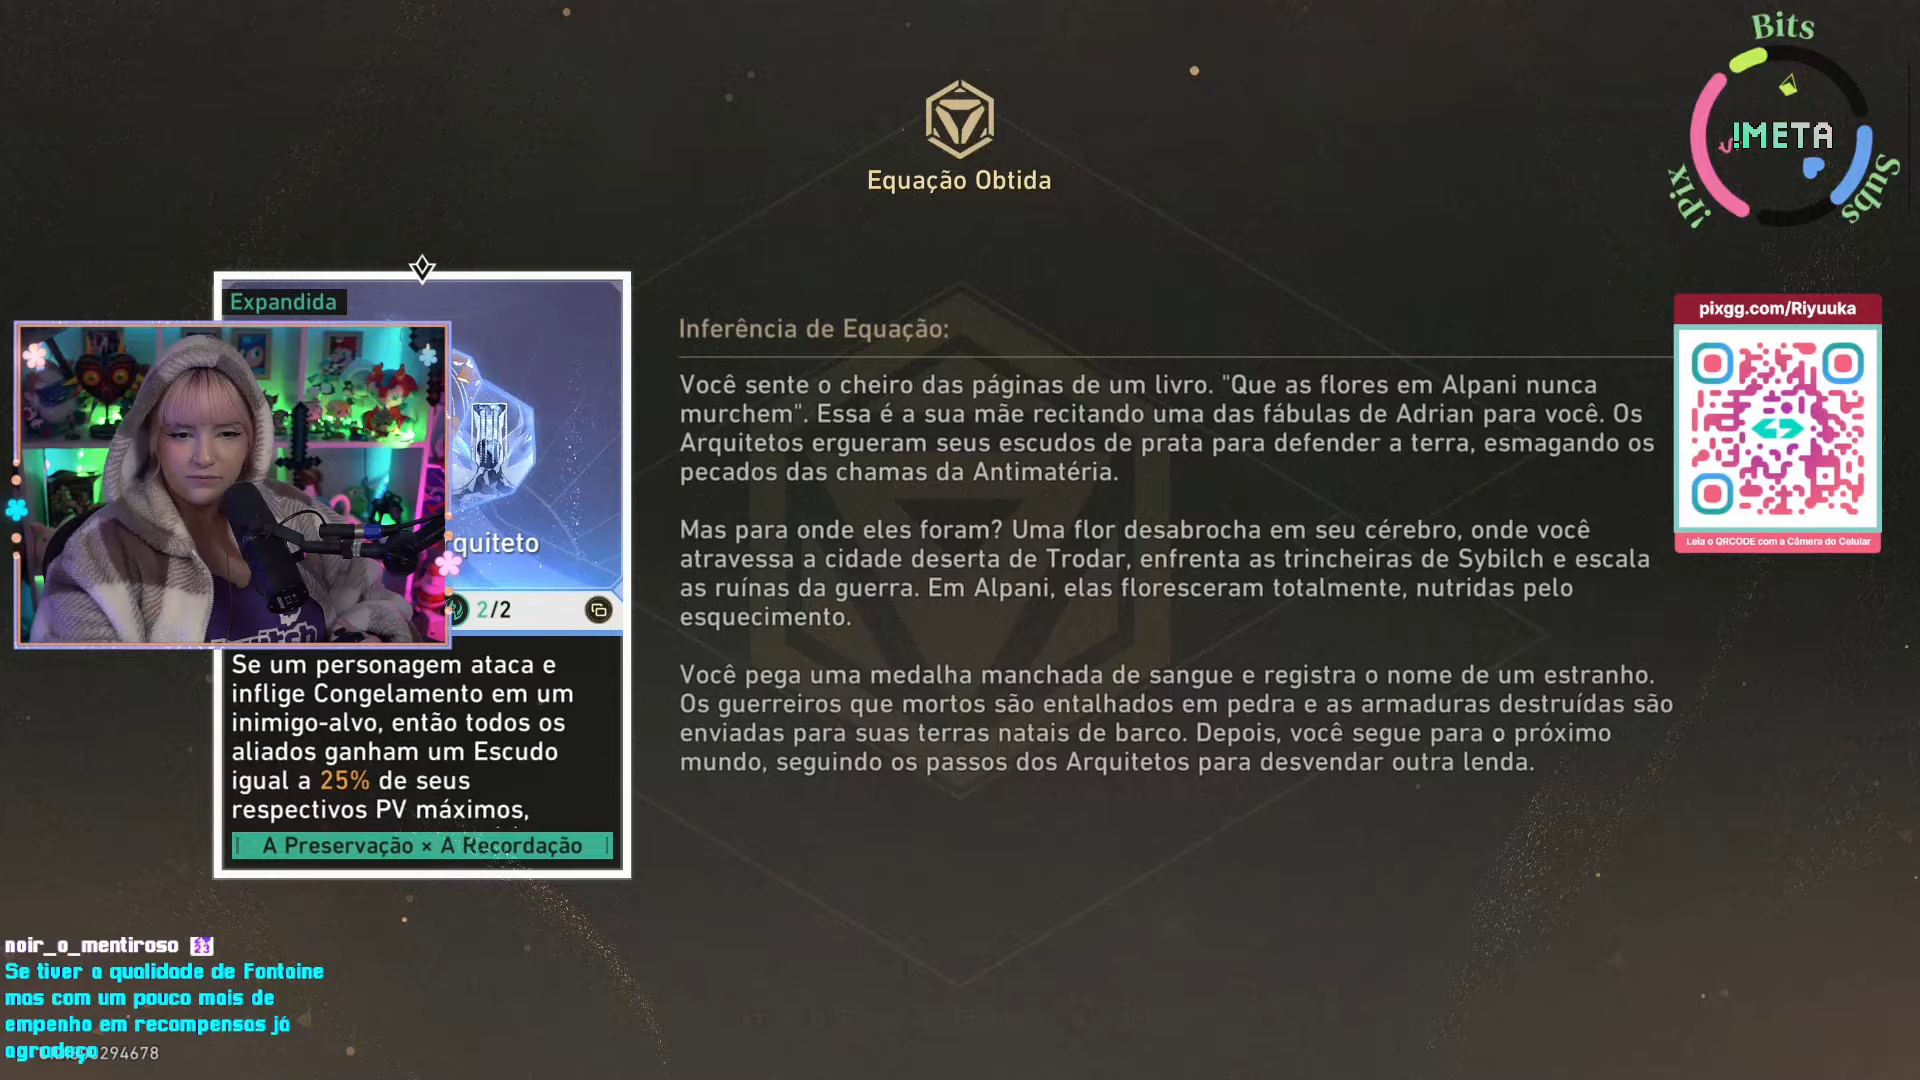 Bits
!META
!pix
Subs
Equação Obtida
Expandida
pixgg.com/Riyuuka
Inferência de Equação:
Você sente o cheiro das páginas de um livro. "Que as flores em Alpani nunca
murchem". Essa é a sua mãe recitando uma das fábulas de Adrian para você. Os
Arquitetos ergueram seus escudos de prata para defender a terra, esmagando os
pecados das chamas da Antimatéria.
Leia o QRCODE com a Câmera do Celular
Mas para onde eles foram? Uma flor desabrocha em seu cérebro, onde você
atravessa a cidade deserta de Trodar, enfrenta as trincheiras de Sybilch e escala
as ruínas da guerra. Em Alpani, elas floresceram totalmente, nutridas pelo
esquecimento.
quiteto
2/2
Você pega uma medalha manchada de sangue e registra o nome de um estranho.
Os guerreiros que mortos são entalhados em pedra e as armaduras destruídas são
enviadas para suas terras natais de barco. Depois, você segue para o próximo
mundo, seguindo os passos dos Arquitetos para desvendar outra lenda.
Se um personagem ataca e
inflige Congelamento em um
inimigo-alvo, então todos os
aliados ganham um Escudo
igual a 25% de seus
respectivos PV máximos,
A Preservação × A Recordação
noir_o_mentiroso 23
Se tiver a qualidade de Fontaine
mas com um pouco mais de
empenho em recompensas já
agradeço
294678